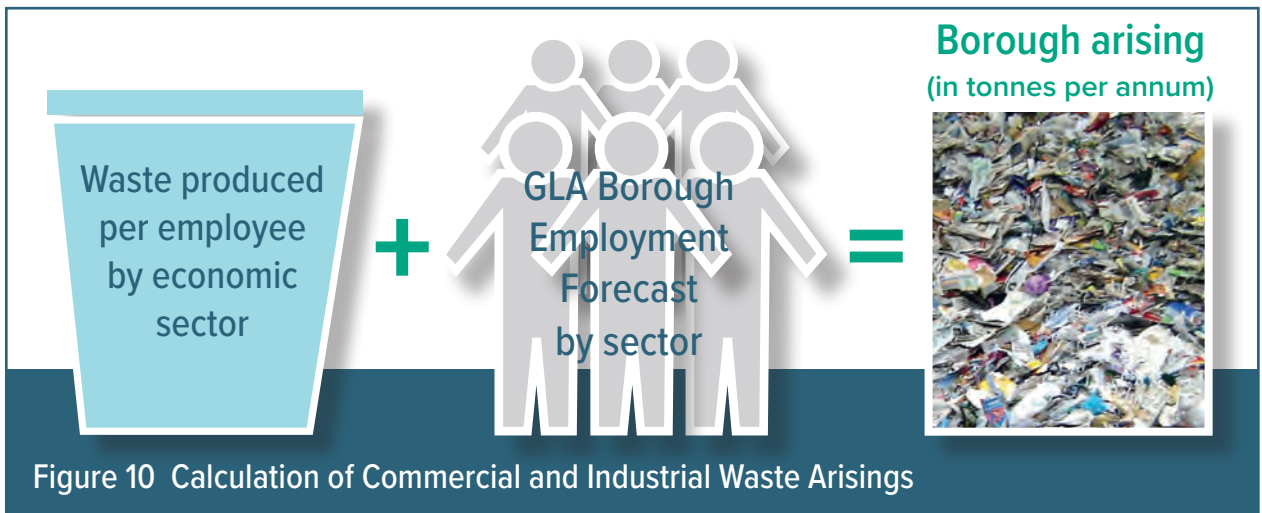 Waste produced
per employee
by economic
sector
+
GLA Borough
Employment
Forecast
by sector
=
Borough arising
(in tonnes per annum)
Figure 10 Calculation of Commercial and Industrial Waste Arisings